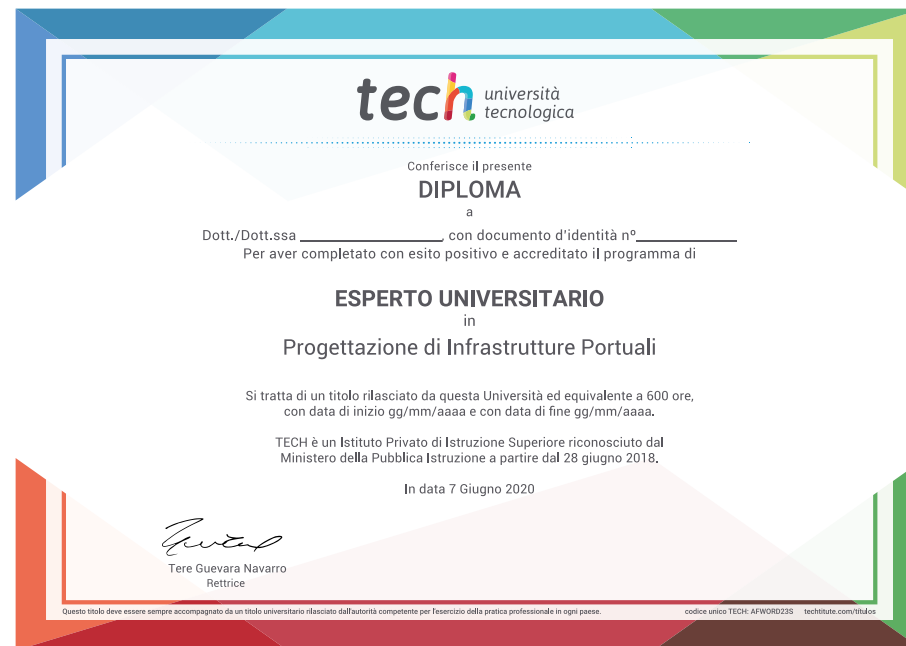 tech università
tecnologica
Conferisce il presente
DIPLOMA
a
Dott./Dott.ssa ____________________, con documento d'identità nº______________
Per aver completato con esito positivo e accreditato il programma di
ESPERTO UNIVERSITARIO
in
Progettazione di Infrastrutture Portuali
Si tratta di un titolo rilasciato da questa Università ed equivalente a 600 ore,
con data di inizio gg/mm/aaaa e con data di fine gg/mm/aaaa.
TECH è un Istituto Privato di Istruzione Superiore riconosciuto dal
Ministero della Pubblica Istruzione a partire dal 28 giugno 2018.
In data 7 Giugno 2020
Tere Guevara Navarro
Rettrice
Questo titolo deve essere sempre accompagnato da un titolo universitario rilasciato dall'autorità competente per l'esercizio della pratica professionale in ogni paese. codice unico TECH: AFWORD23S techtitute.com/titulos